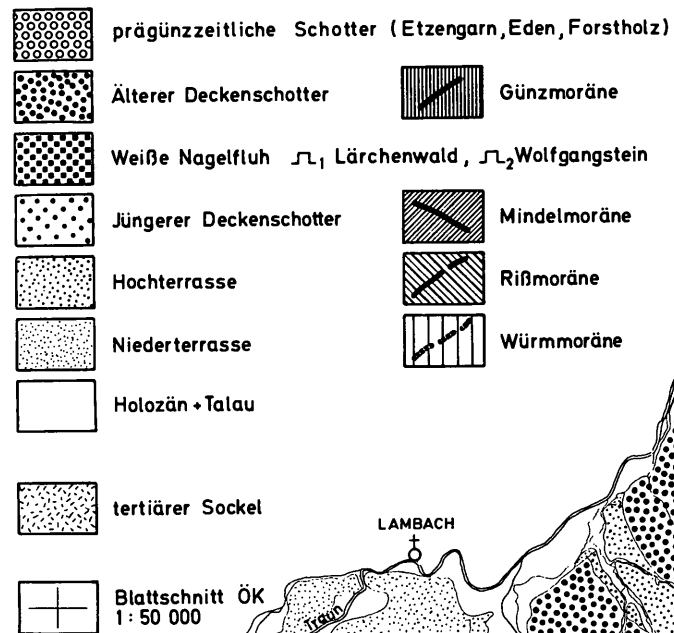 prägünzzeitliche Schotter (Etzengarn, Eden, Forstholz)
Älterer Deckenschotter
Günzmoräne
Weiße Nagelfluh 1 Lärchenwald, 2 Wolfgangstein
Jüngerer Deckenschotter
Mindelmoräne
Hochterrasse
Rißmoräne
Niederterrasse
Würmmoräne
Holozän + Talau
tertiärer Sockel
LAMBACH
Blattschnitt ÖK
1: 50 000
Traun